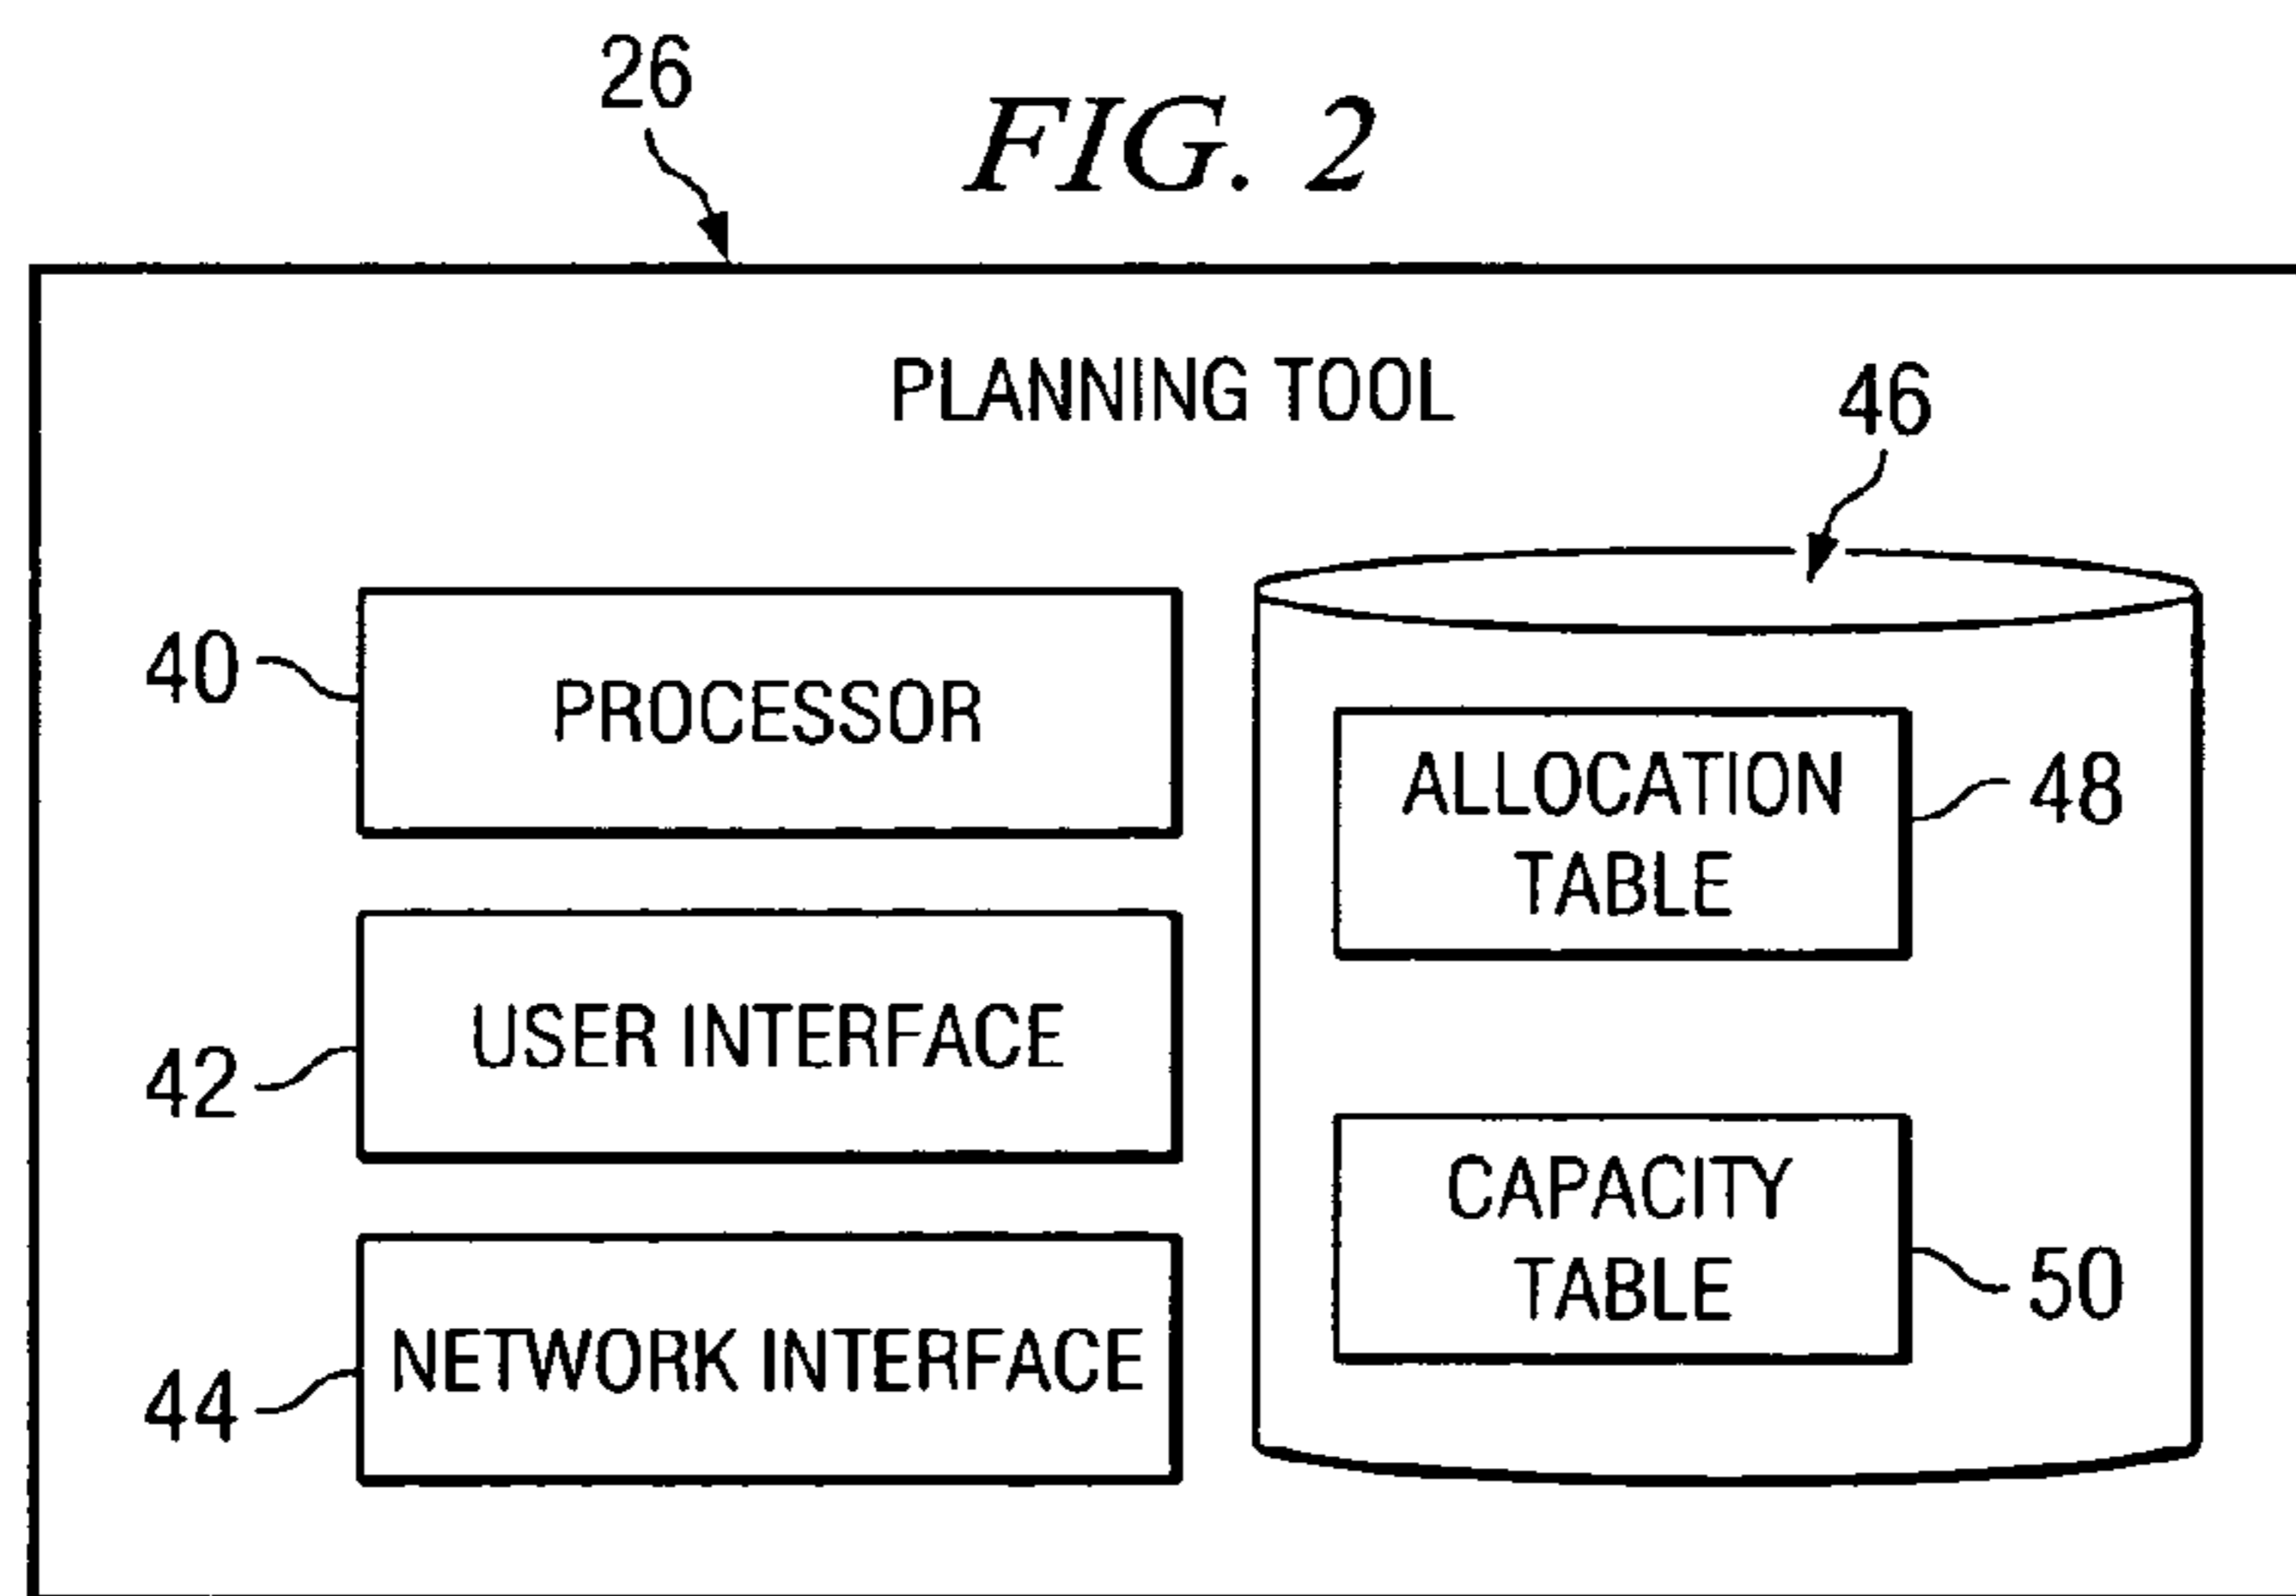 26
FIG. 2
PLANNING TOOL
46
40
PROCESSOR
ALLOCATION
TABLE
48
42
USER INTERFACE
CAPACITY
TABLE
50
44
NETWORK INTERFACE